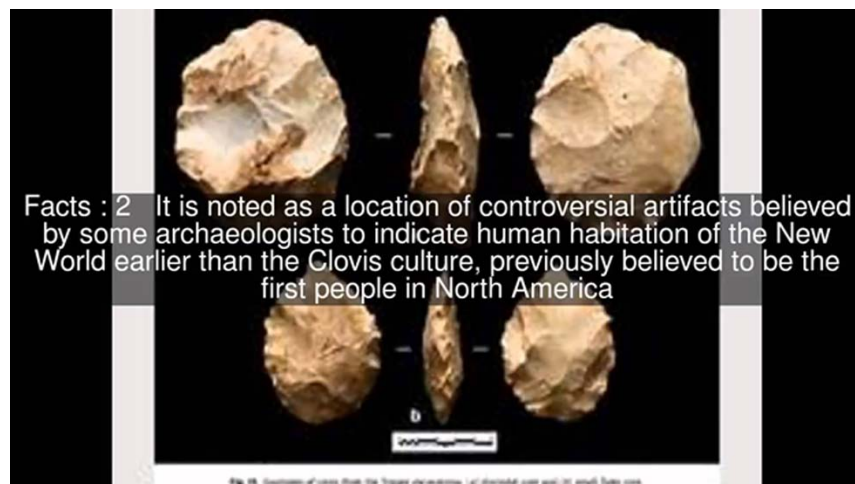 Facts : 2 It is noted as a location of controversial artifacts believed
by some archaeologists to indicate human habitation of the New
World earlier than the Clovis culture, previously believed to be the
first people in North America
b